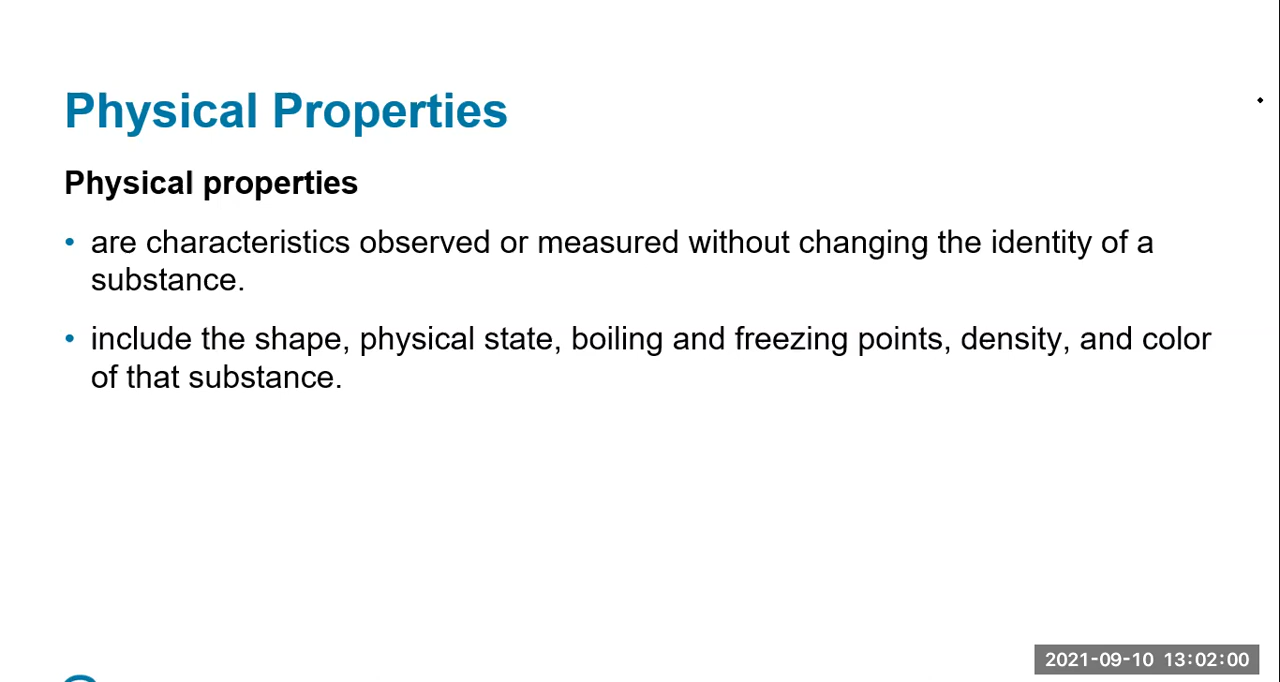 Physical Properties
Physical properties
• are characteristics observed or measured without changing the identity of a
substance.
• include the shape, physical state, boiling and freezing points, density, and color
of that substance.
2021-09-10 13:02:00